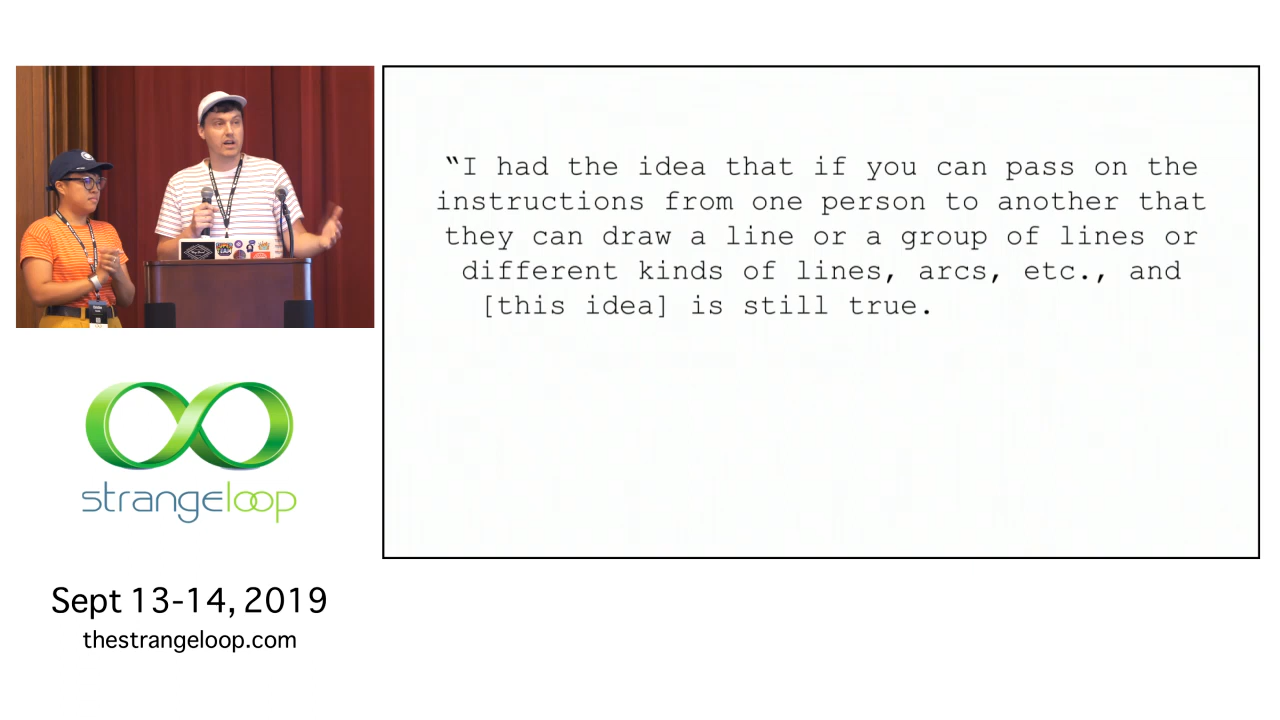 “I had the idea that if you can pass on the
instructions from one person to another that
they can draw a line or a group of lines or
different kinds of lines, arcs, etc., and
[this idea] is still true.
strangeloop
Sept 13-14, 2019
thestrangeloop.com